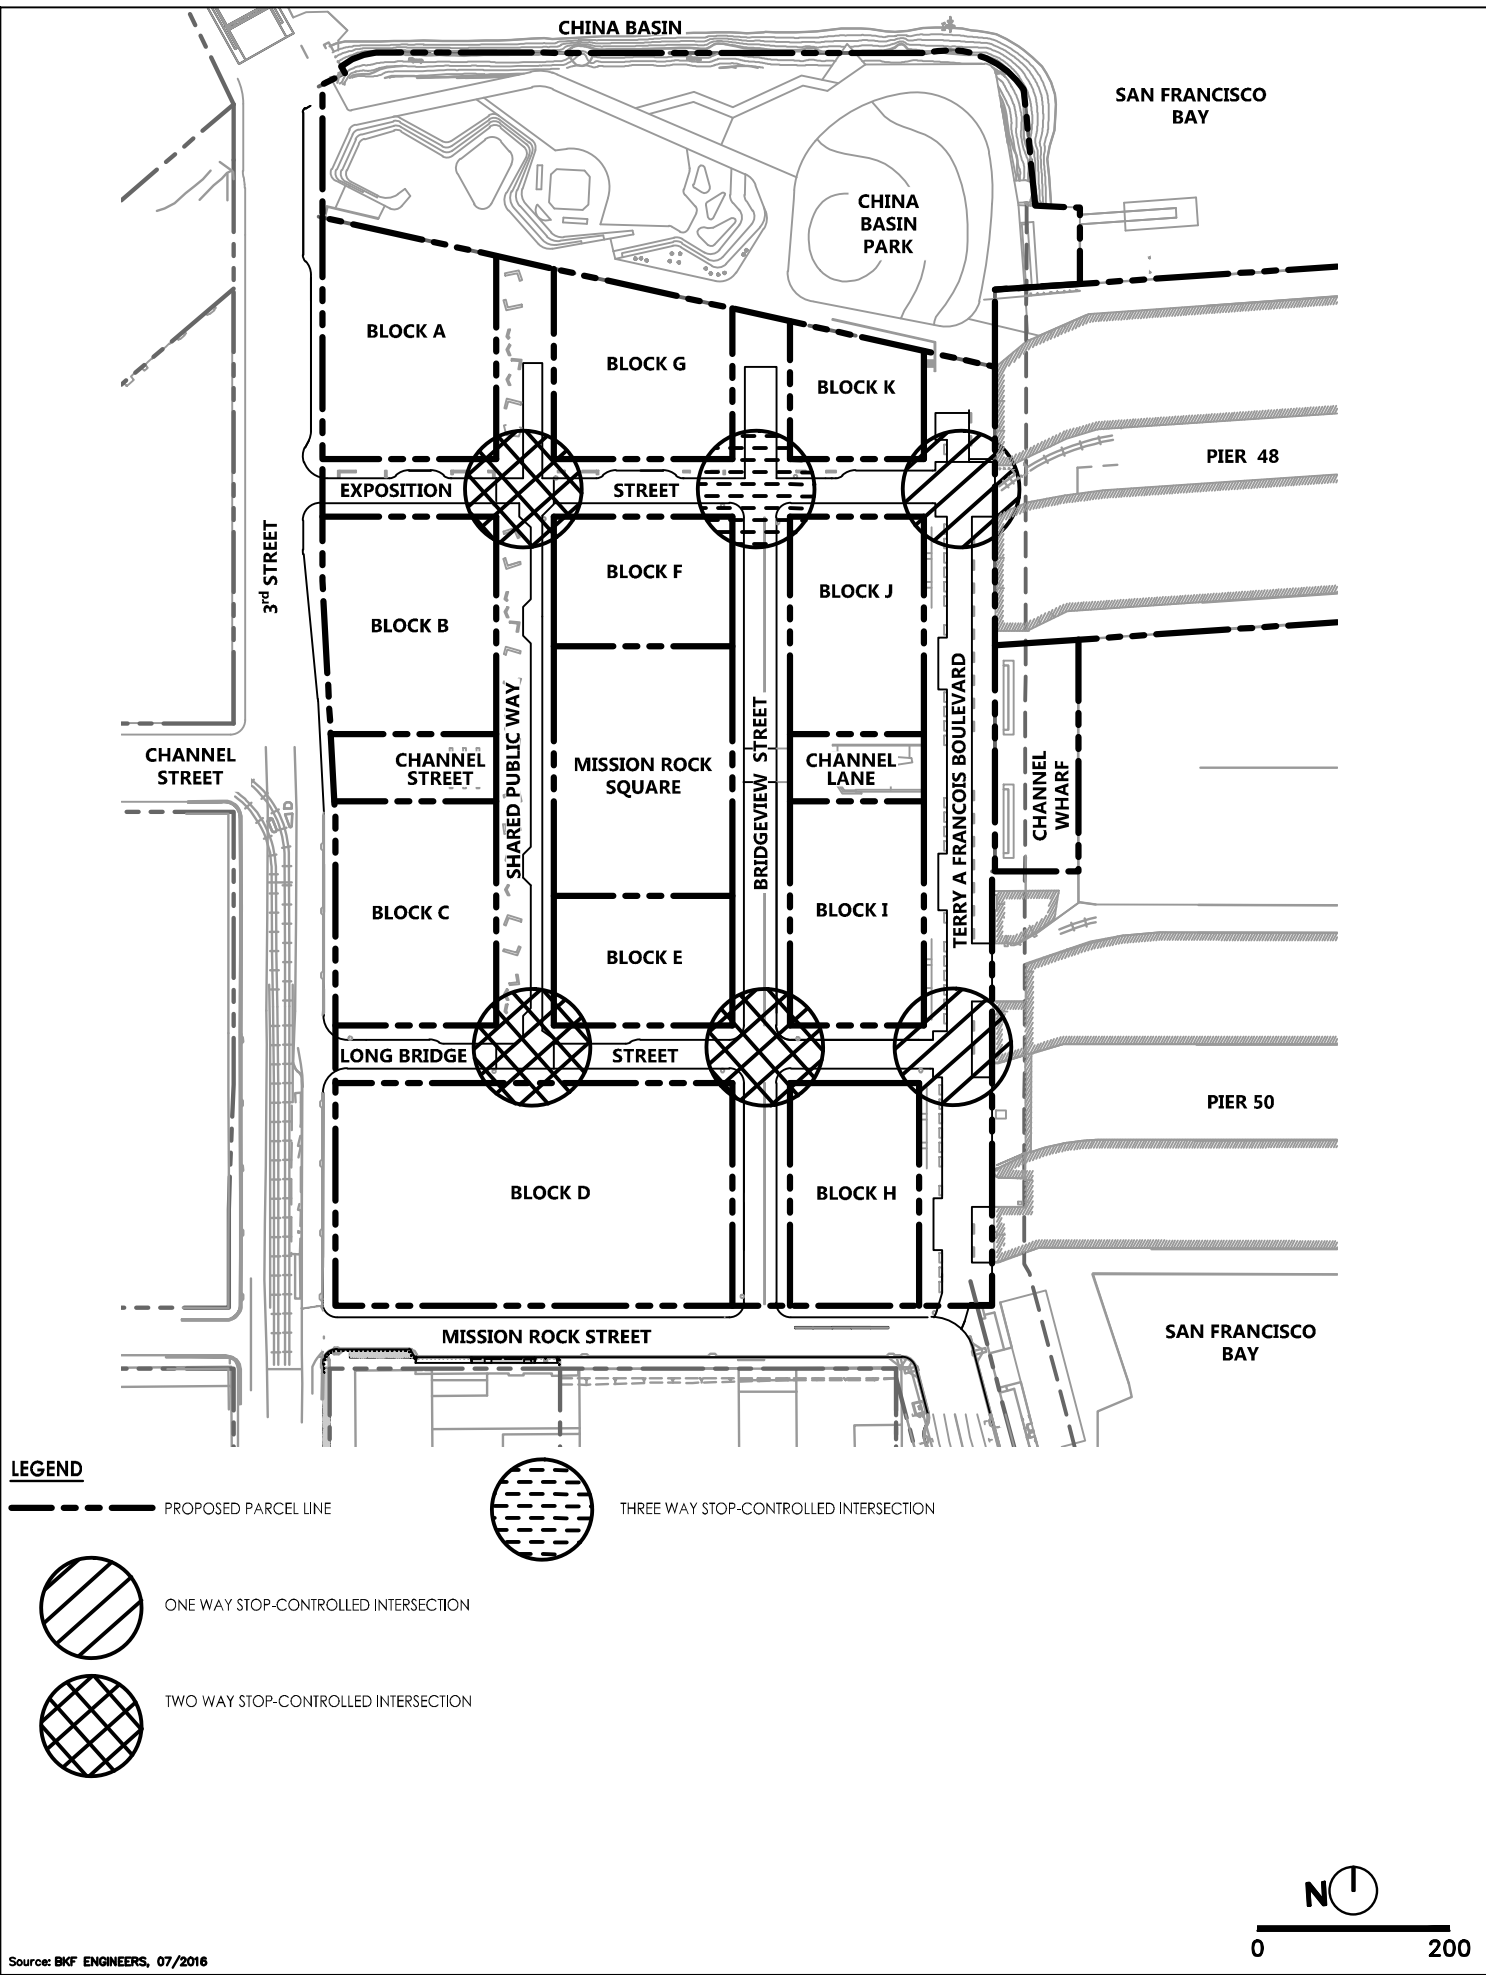 CHINA BASIN
SAN FRANCISCO
BAY
CHINA
BASIN
PARK
BLOCK A
BLOCK G
BLOCK K
PIER 48
EXPOSITION
STREET
3rd STREET
BLOCK F
BLOCK J
BLOCK B
SHARED PUBLIC WAY
BRIDGEVIEW STREET
TERRY A FRANCOIS BOULEVARD
CHANNEL
STREET
CHANNEL
STREET
MISSION ROCK
SQUARE
CHANNEL
LANE
CHANNEL
WHARF
BLOCK C
BLOCK I
BLOCK E
LONG BRIDGE
STREET
PIER 50
BLOCK D
BLOCK H
MISSION ROCK STREET
SAN FRANCISCO
BAY
LEGEND
PROPOSED PARCEL LINE
THREE WAY STOP-CONTROLLED INTERSECTION
ONE WAY STOP-CONTROLLED INTERSECTION
TWO WAY STOP-CONTROLLED INTERSECTION
N
0 200
Source: BKF ENGINEERS, 07/2016